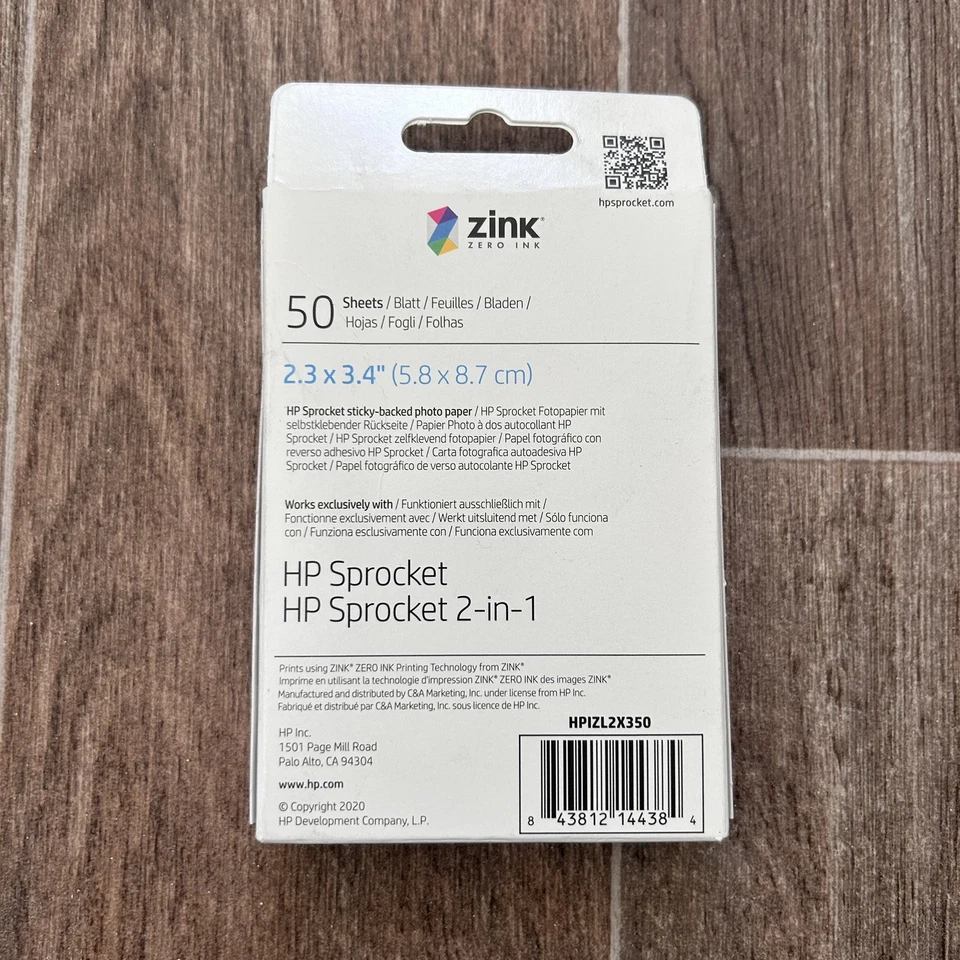 hpsprocket.com
zink®
ZERO INK
50 Sheets / Blatt / Feuilles / Bladen /
Hojas / Fogli / Folhas
2.3 x 3.4" (5.8 x 8.7 cm)
HP Sprocket sticky-backed photo paper / HP Sprocket Fotopapier mit
selbstklebender Rückseite / Papier Photo à dos autocollant HP
Sprocket / HP Sprocket zelfklevend fotopapier / Papel fotográfico con
reverso adhesivo HP Sprocket / Carta fotografica autoadesiva HP
Sprocket / Papel fotográfico de verso autocolante HP Sprocket
Works exclusively with / Funktioniert ausschließlich mit /
Fonctionne exclusivement avec / Werkt uitsluitend met / Sólo funciona
con / Funziona esclusivamente con / Funciona exclusivamente com
HP Sprocket
HP Sprocket 2-in-1
Prints using ZINK® ZERO INK Printing Technology from ZINK®
Imprime en utilisant la technologie d'impression ZINK® ZERO INK des images ZINK®
Manufactured and distributed by C&A Marketing, Inc. under license from HP Inc.
Fabriqué et distribué par C&A Marketing, Inc. sous licence de HP Inc.
HP Inc.
1501 Page Mill Road
Palo Alto, CA 94304
www.hp.com
© Copyright 2020
HP Development Company, L.P.
HPIZL2X350
8 43812 14438 4